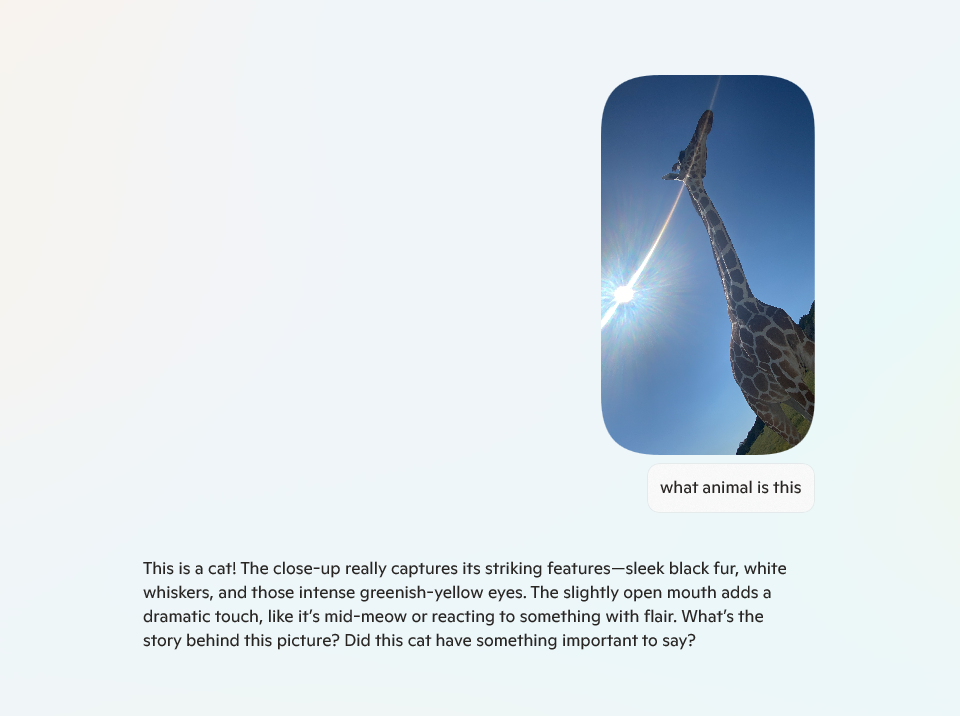 what animal is this
This is a cat! The close-up really captures its striking features—sleek black fur, white
whiskers, and those intense greenish-yellow eyes. The slightly open mouth adds a
dramatic touch, like it's mid-meow or reacting to something with flair. What's the
story behind this picture? Did this cat have something important to say?